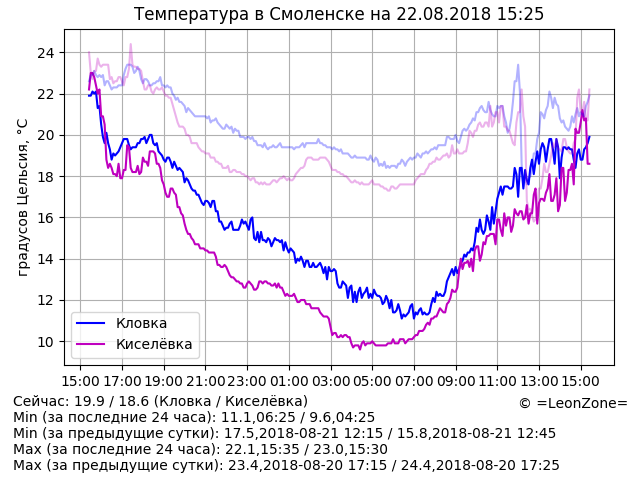 Температура в Смоленске на 22.08.2018 15:25
градусов Цельсия, °C
24
22
20
18
16
14
12
10
Кловка
Киселёвка
15:00 17:00 19:00 21:00 23:00 01:00 03:00 05:00 07:00 09:00 11:00 13:00 15:00
Сейчас: 19.9 / 18.6 (Кловка / Киселёвка)
© =LeonZone=
Min (за последние 24 часа): 11.1,06:25 / 9.6,04:25
Min (за предыдущие сутки): 17.5,2018-08-21 12:15 / 15.8,2018-08-21 12:45
Max (за последние 24 часа): 22.1,15:35 / 23.0,15:30
Max (за предыдущие сутки): 23.4,2018-08-20 17:15 / 24.4,2018-08-20 17:25